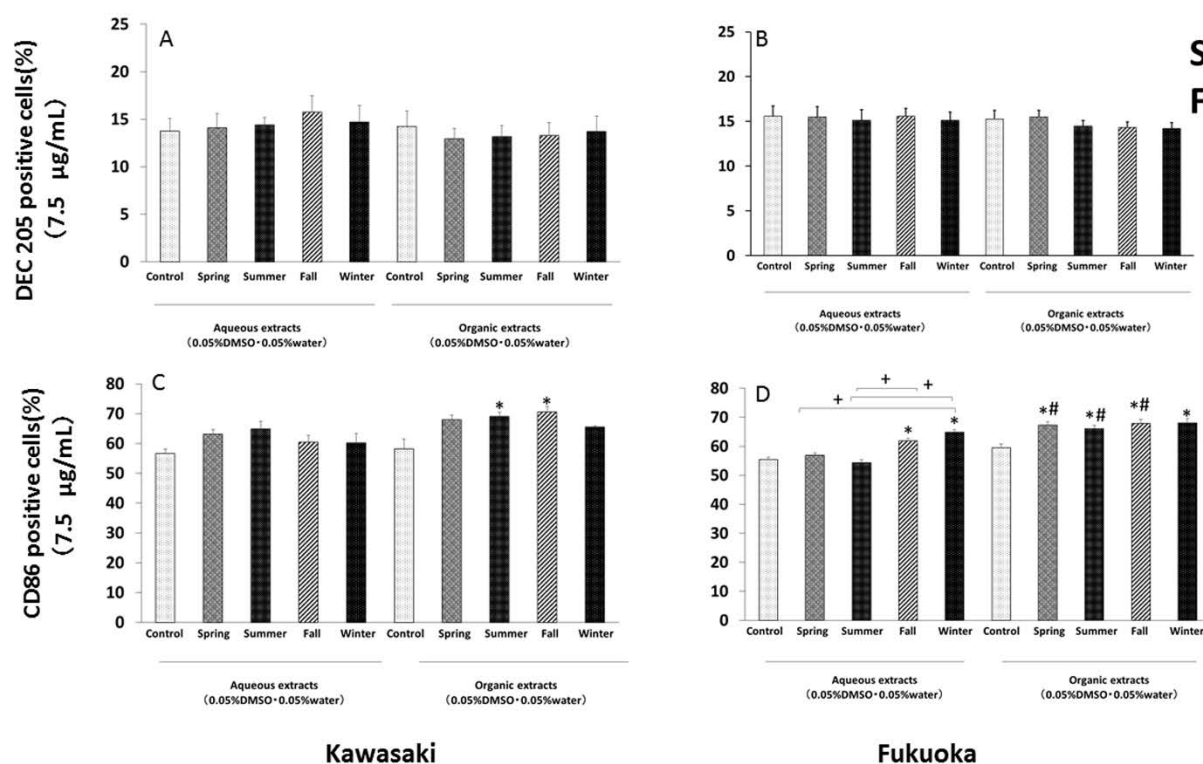 DEC 205 positive cells(%)
(7.5 μg/mL)
A
25
20
15
10
5
0
Control Spring Summer Fall Winter Control Spring Summer Fall Winter
Aqueous extracts
(0.05%DMSO・0.05%water)
Organic extracts
(0.05%DMSO・0.05%water)
B
25
20
15
10
5
0
Control Spring Summer Fall Winter Control Spring Summer Fall Winter
Aqueous extracts
(0.05%DMSO・0.05%water)
Organic extracts
(0.05%DMSO・0.05%water)
S
F
CD86 positive cells(%)
(7.5 μg/mL)
C
80
70
60
50
40
30
20
10
0
* *
Control Spring Summer Fall Winter Control Spring Summer Fall Winter
Aqueous extracts
(0.05%DMSO・0.05%water)
Organic extracts
(0.05%DMSO・0.05%water)
D
80
70
60
50
40
30
20
10
0
+
+
+
* * *# *# *# *
Control Spring Summer Fall Winter Control Spring Summer Fall Winter
Aqueous extracts
(0.05%DMSO・0.05%water)
Organic extracts
(0.05%DMSO・0.05%water)
Kawasaki
Fukuoka